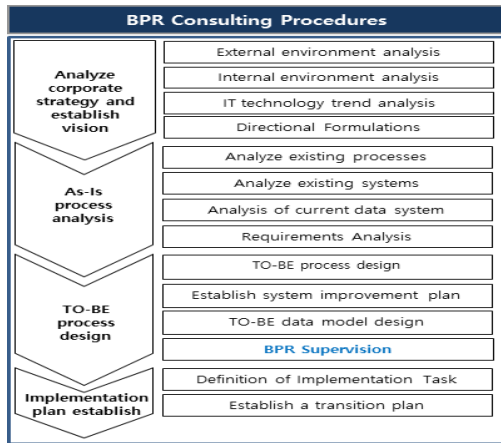 BPR Consulting Procedures
Analyze
corporate
strategy and
establish
vision
External environment analysis
Internal environment analysis
IT technology trend analysis
Directional Formulations
As-Is
process
analysis
Analyze existing processes
Analyze existing systems
Analysis of current data system
Requirements Analysis
TO-BE
process
design
TO-BE process design
Establish system improvement plan
TO-BE data model design
BPR Supervision
Implementation
plan establish
Definition of Implementation Task
Establish a transition plan